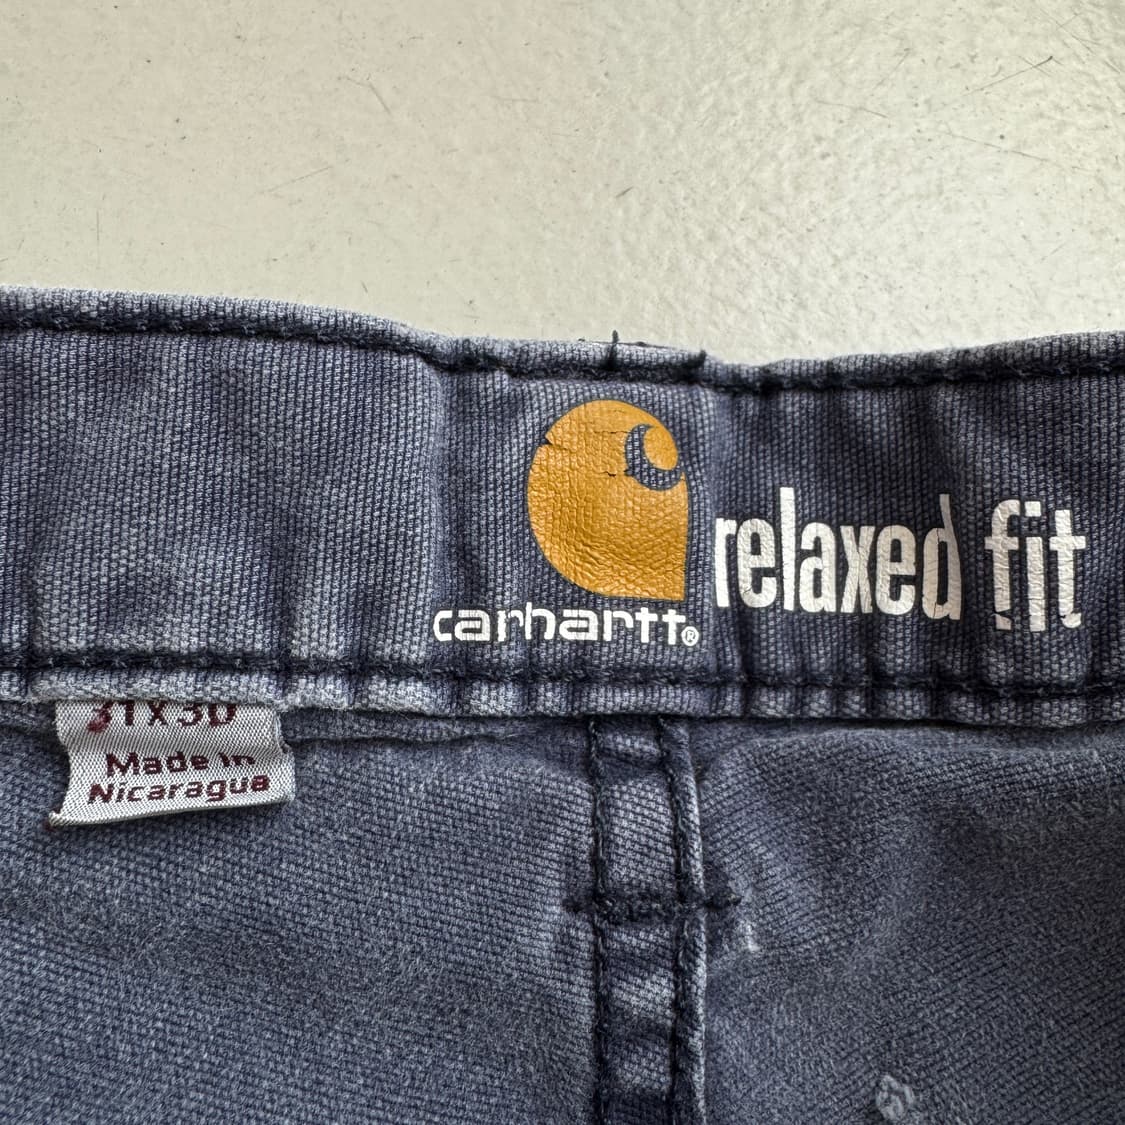 carhartt®
relaxed fit
31X30
Made in
Nicaragua